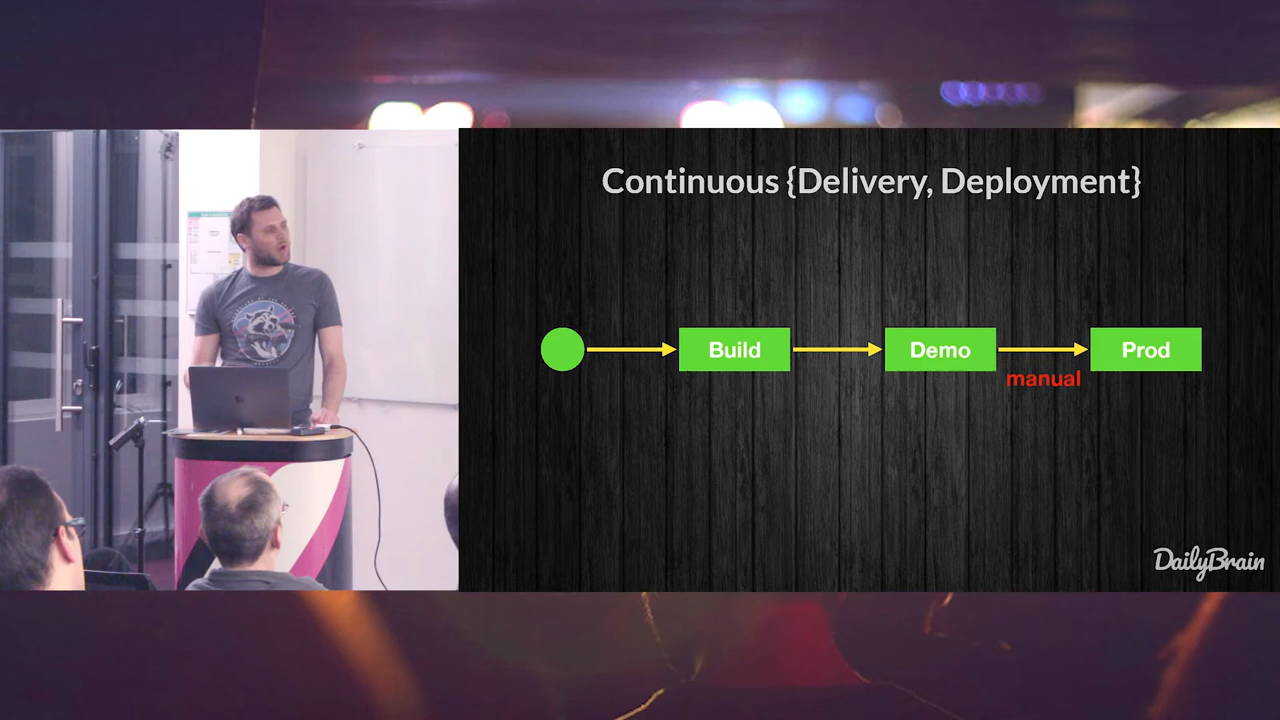 Continuous {Delivery, Deployment}
Build
Demo
Prod
manual
DailyBrain